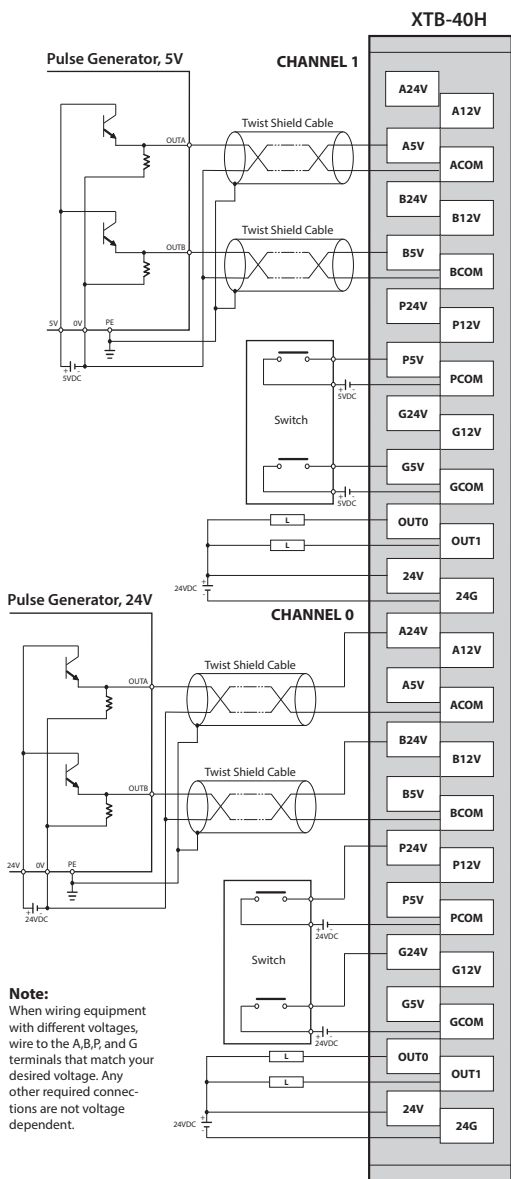 XTB-40H
Pulse Generator, 5V
CHANNEL 1
OUTA
OUTB
Twist Shield Cable
Twist Shield Cable
5V
0V
PE
+ -
5VDC
Switch
+ -
5VDC
+ -
5VDC
L
L
24VDC
+
-
A24V
A12V
A5V
ACOM
B24V
B12V
B5V
BCOM
P24V
P12V
P5V
PCOM
G24V
G12V
G5V
GCOM
OUT0
OUT1
24V
24G
Pulse Generator, 24V
CHANNEL 0
OUTA
OUTB
Twist Shield Cable
Twist Shield Cable
24V
0V
PE
+ -
24VDC
Switch
+ -
24VDC
+ -
24VDC
L
L
24VDC
+
-
A24V
A12V
A5V
ACOM
B24V
B12V
B5V
BCOM
P24V
P12V
P5V
PCOM
G24V
G12V
G5V
GCOM
OUT0
OUT1
24V
24G
Note:
When wiring equipment
with different voltages,
wire to the A,B,P, and G
terminals that match your
desired voltage. Any
other required connec-
tions are not voltage
dependent.